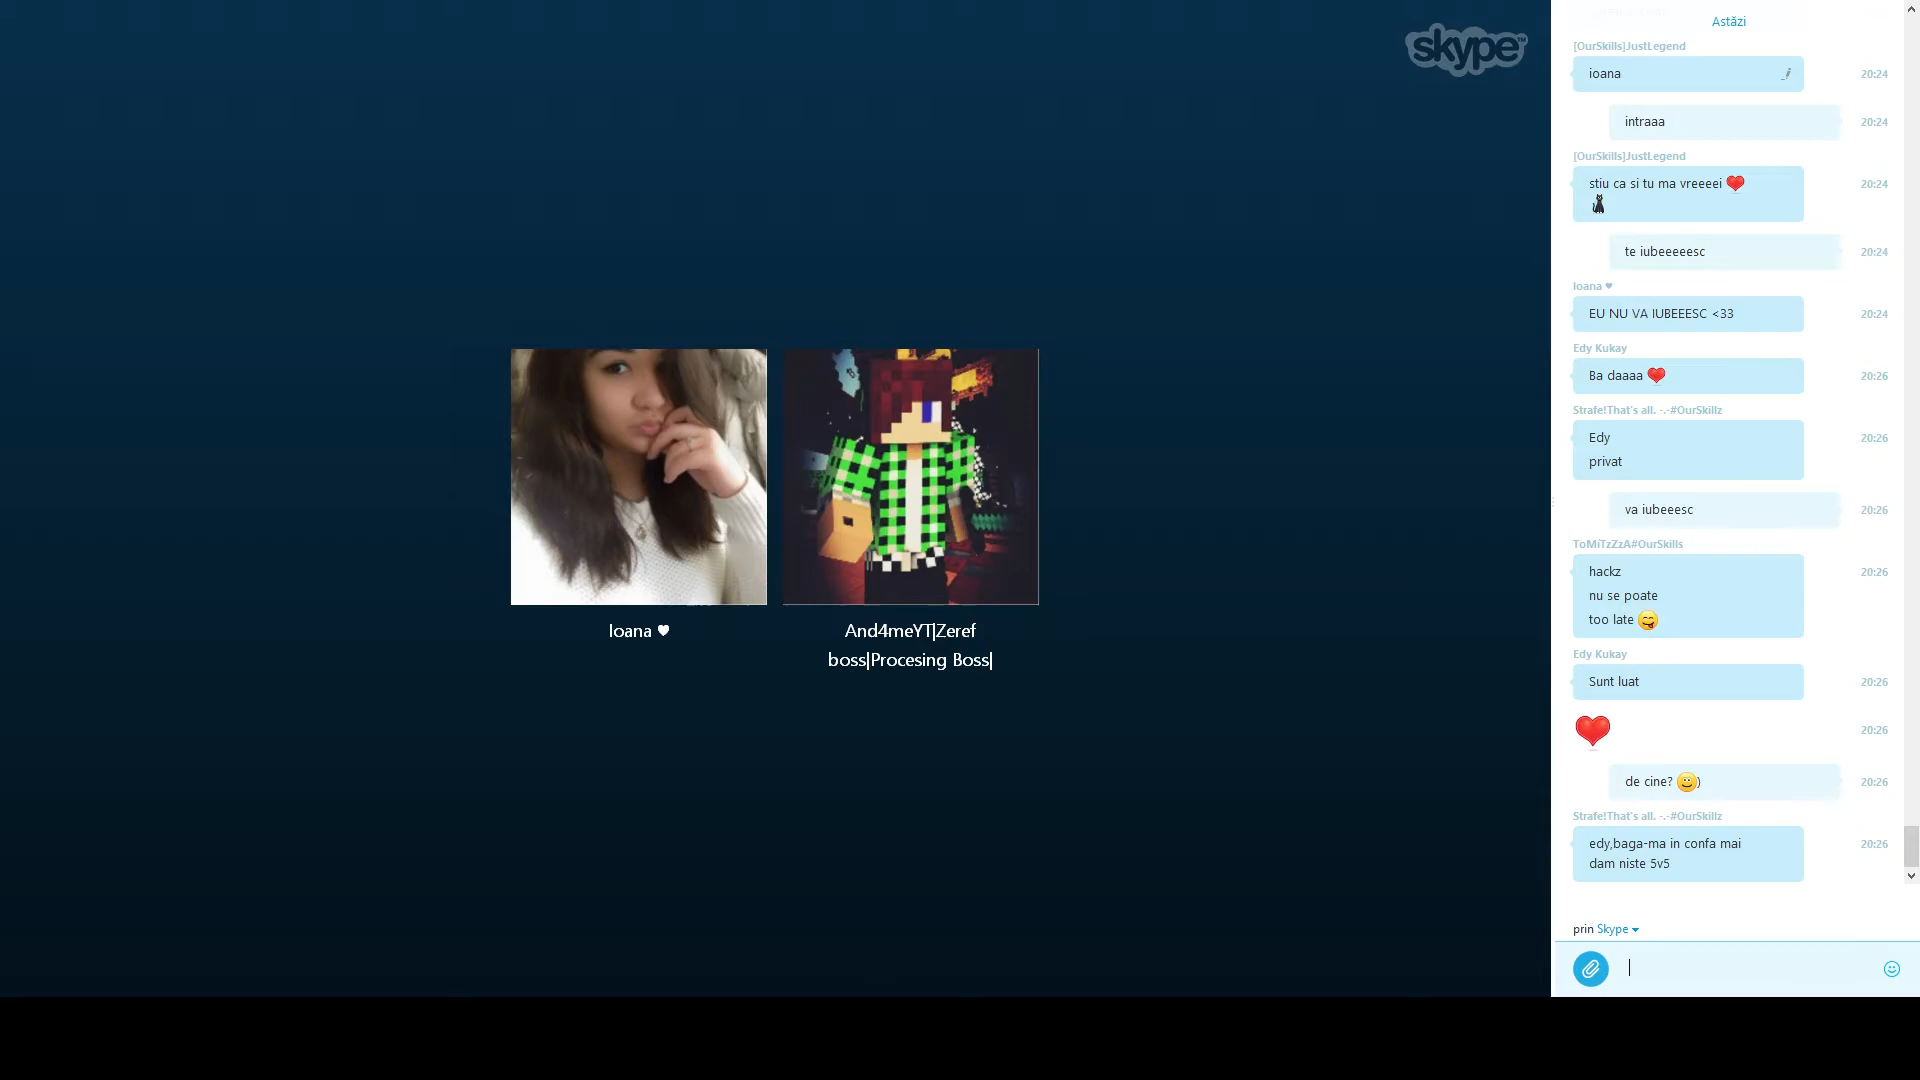 skype™
Ioana ♥
And4meYT|Zeref
boss|Procesing Boss|
Astăzi
[OurSkills]JustLegend
ioana
20:24
intraaa
20:24
[OurSkills]JustLegend
stiu ca si tu ma vreeeei
20:24
te iubeeeeesc
20:24
Ioana ♥
EU NU VA IUBEEESC <33
20:24
Edy Kukay
Ba daaaa
20:26
Strafe!That's all. -.-#OurSkillz
Edy
20:26
privat
va iubeeesc
20:26
ToMiTzZzA#OurSkills
hackz
20:26
nu se poate
too late
Edy Kukay
Sunt luat
20:26
20:26
de cine? )
20:26
Strafe!That's all. -.-#OurSkillz
edy,baga-ma in confa mai
20:26
dam niste 5v5
prin Skype